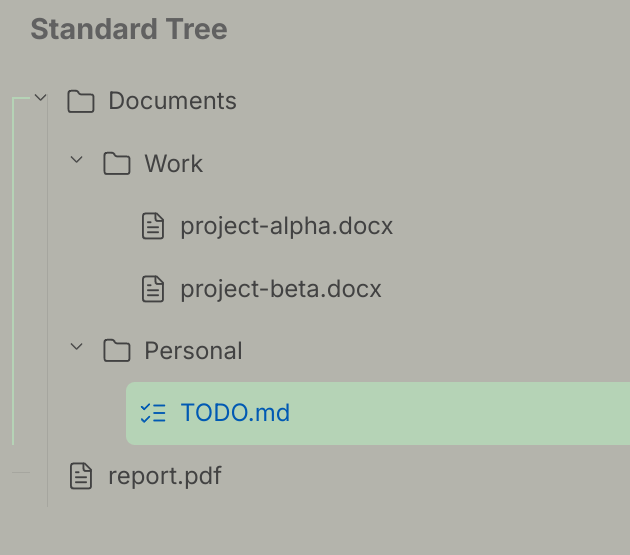 Standard Tree
Documents
Work
project-alpha.docx
project-beta.docx
Personal
TODO.md
report.pdf